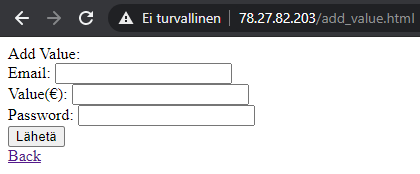 Ei turvallinen | 78.27.82.203/add_value.html
Add Value:
Email:
Value(€):
Password:
Lähetä
Back